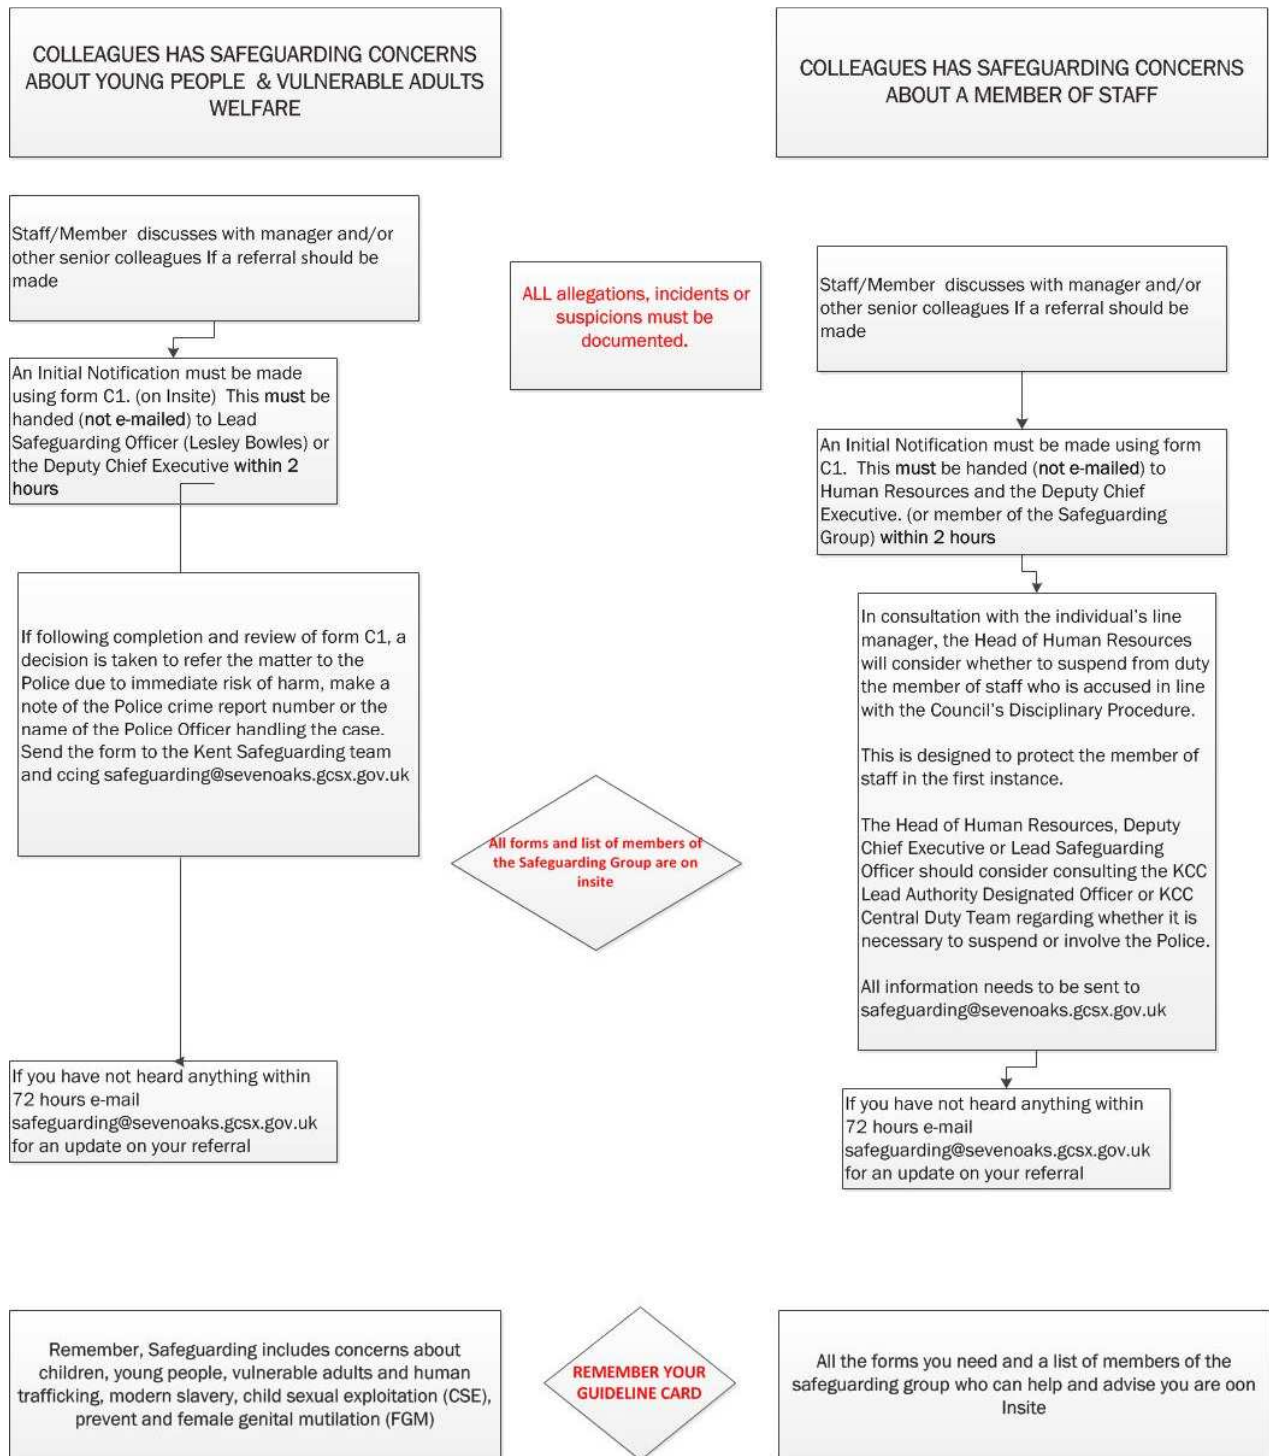 COLLEAGUES HAS SAFEGUARDING CONCERNS
ABOUT YOUNG PEOPLE & VULNERABLE ADULTS
WELFARE
COLLEAGUES HAS SAFEGUARDING CONCERNS
ABOUT A MEMBER OF STAFF
Staff/Member discusses with manager and/or
other senior colleagues If a referral should be
made
An Initial Notification must be made
using form C1. (on Insite) This must be
handed (not e-mailed) to Lead
Safeguarding Officer (Lesley Bowles) or
the Deputy Chief Executive within 2
hours
If following completion and review of form C1, a
decision is taken to refer the matter to the
Police due to immediate risk of harm, make a
note of the Police crime report number or the
name of the Police Officer handling the case.
Send the form to the Kent Safeguarding team
and ccing safeguarding@sevenoaks.gcsx.gov.uk
If you have not heard anything within
72 hours e-mail
safeguarding@sevenoaks.gcsx.gov.uk
for an update on your referral
ALL allegations, incidents or
suspicions must be
documented.
All forms and list of members of
the Safeguarding Group are on
insite
Staff/Member discusses with manager and/or
other senior colleagues If a referral should be
made
An Initial Notification must be made using form
C1. This must be handed (not e-mailed) to
Human Resources and the Deputy Chief
Executive. (or member of the Safeguarding
Group) within 2 hours
In consultation with the individual's line
manager, the Head of Human Resources
will consider whether to suspend from duty
the member of staff who is accused in line
with the Council's Disciplinary Procedure.
This is designed to protect the member of
staff in the first instance.
The Head of Human Resources, Deputy
Chief Executive or Lead Safeguarding
Officer should consider consulting the KCC
Lead Authority Designated Officer or KCC
Central Duty Team regarding whether it is
necessary to suspend or involve the Police.
All information needs to be sent to
safeguarding@sevenoaks.gcsx.gov.uk
If you have not heard anything within
72 hours e-mail
safeguarding@sevenoaks.gcsx.gov.uk
for an update on your referral
Remember, Safeguarding includes concerns about
children, young people, vulnerable adults and human
trafficking, modern slavery, child sexual exploitation (CSE),
prevent and female genital mutilation (FGM)
REMEMBER YOUR
GUIDELINE CARD
All the forms you need and a list of members of the
safeguarding group who can help and advise you are oon
Insite